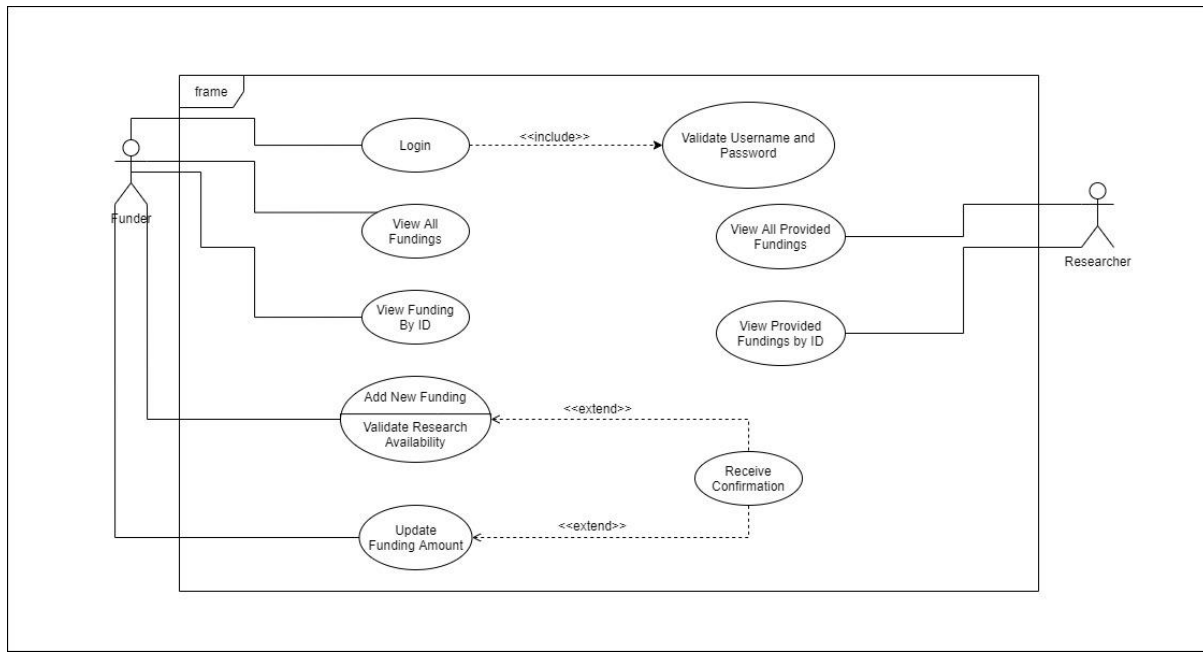 frame
Login
<<include>>
Validate Username and
Password
Funder
View All
Fundings
View All Provided
Fundings
Researcher
View Funding
By ID
View Provided
Fundings by ID
Add New Funding
Validate Research
Availability
<<extend>>
Receive
Confirmation
Update
Funding Amount
<<extend>>